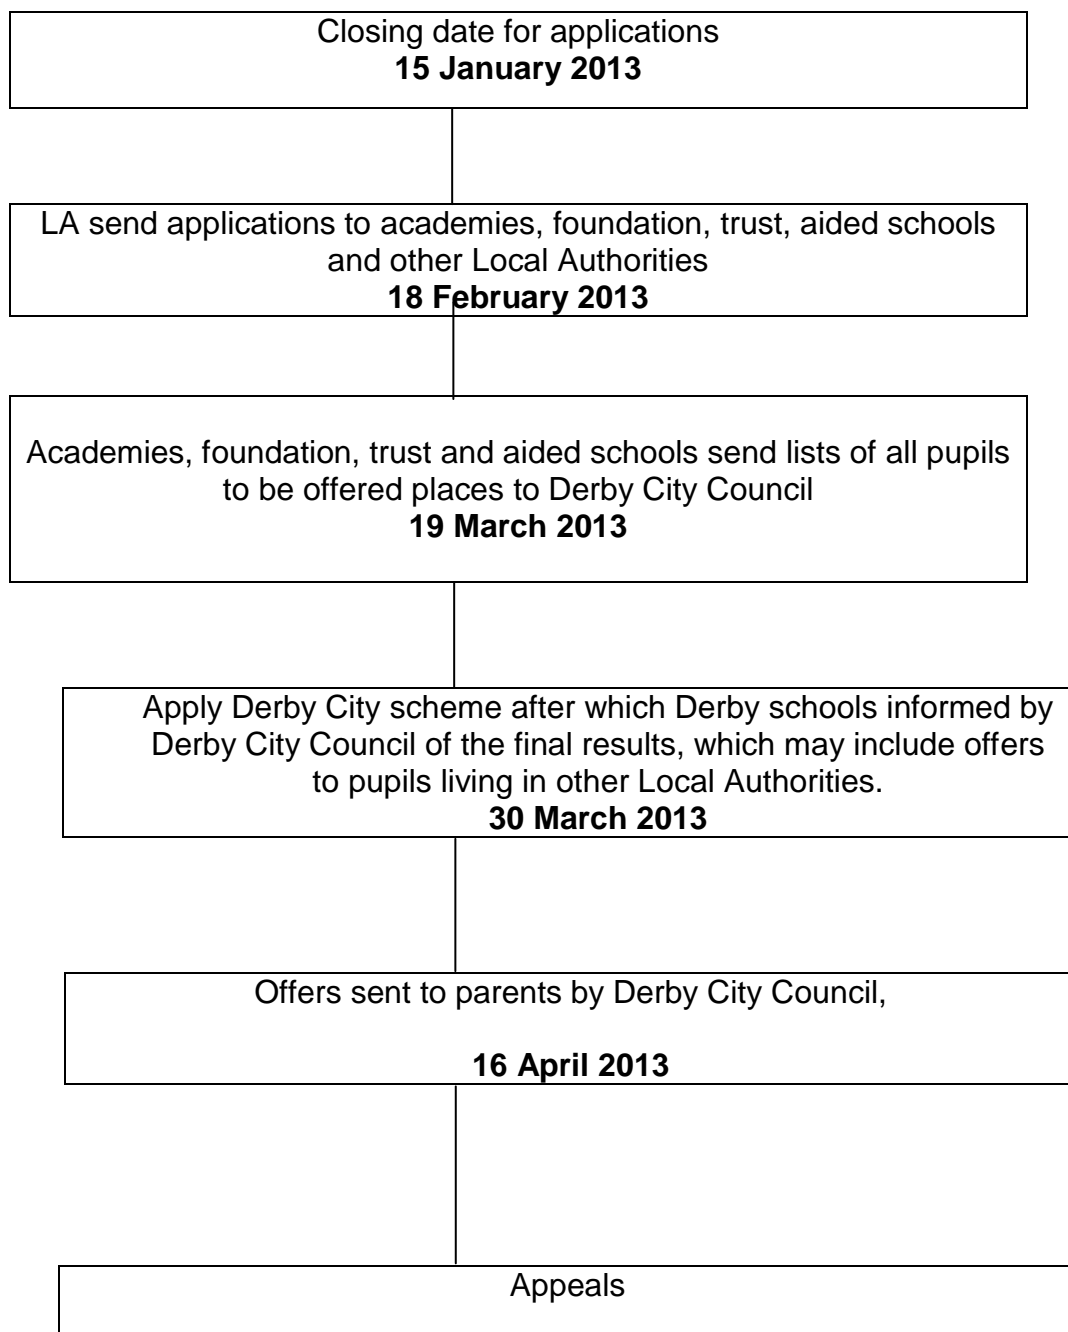 Closing date for applications
15 January 2013
LA send applications to academies, foundation, trust, aided schools
and other Local Authorities
18 February 2013
Academies, foundation, trust and aided schools send lists of all pupils
to be offered places to Derby City Council
19 March 2013
Apply Derby City scheme after which Derby schools informed by
Derby City Council of the final results, which may include offers
to pupils living in other Local Authorities.
30 March 2013
Offers sent to parents by Derby City Council,
16 April 2013
Appeals